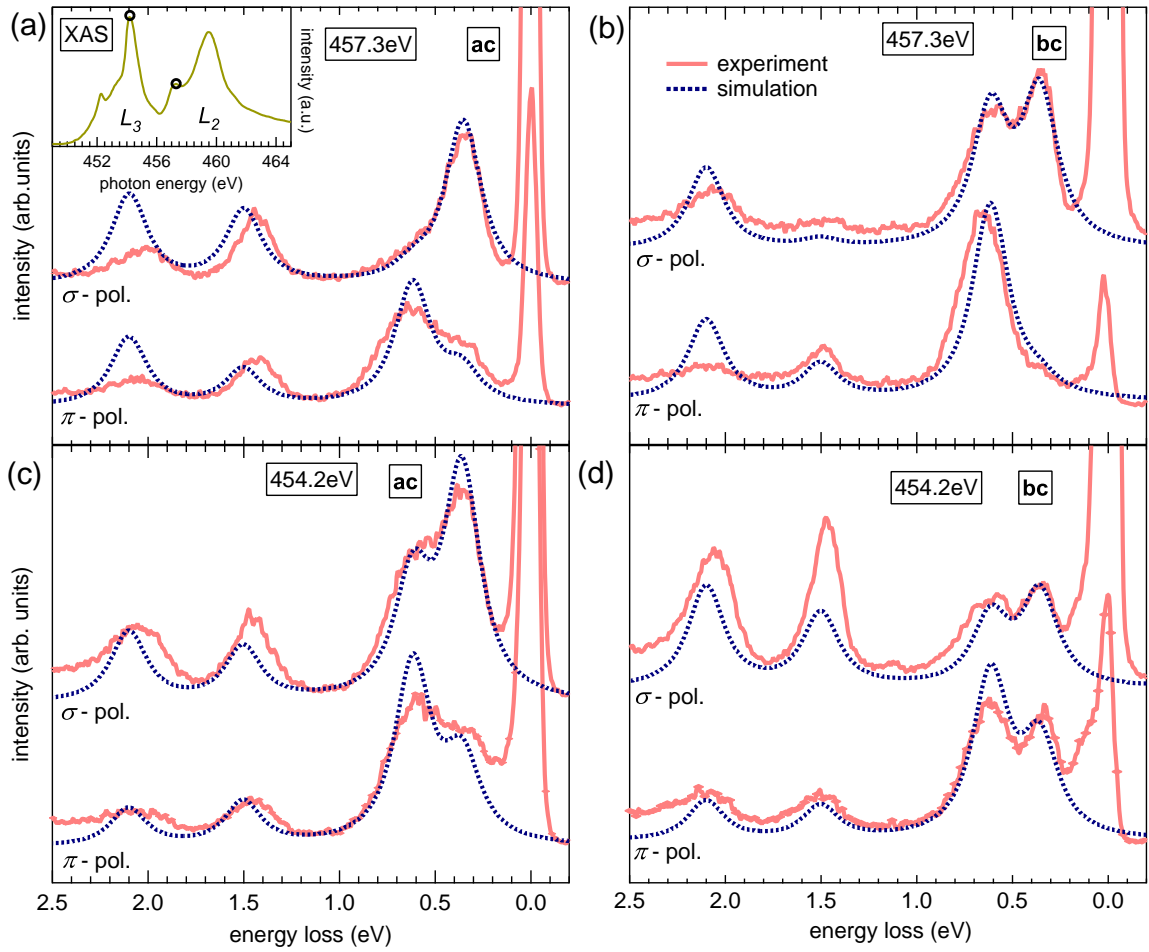 (a)
XAS
457.3eV
ac
intensity (a.u.)
L3
L2
452
456
460
464
photon energy (eV)
intensity (arb.units)
σ - pol.
π - pol.
(b)
457.3eV
bc
experiment
simulation
σ - pol.
π - pol.
(c)
454.2eV
ac
intensity (arb. units)
σ - pol.
π - pol.
2.5
2.0
1.5
1.0
0.5
0.0
energy loss (eV)
(d)
454.2eV
bc
σ - pol.
π - pol.
2.5
2.0
1.5
1.0
0.5
0.0
energy loss (eV)